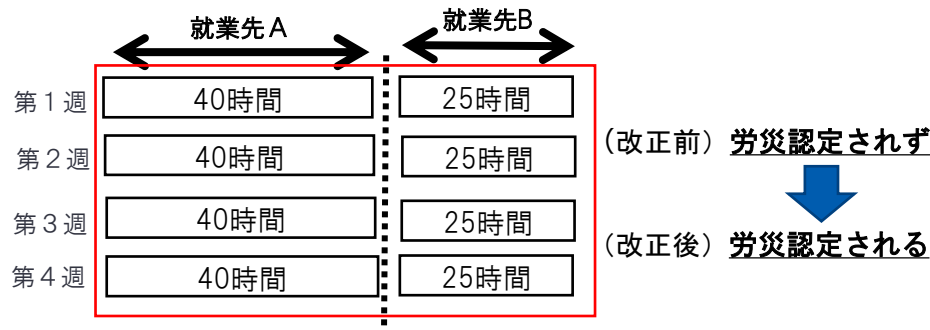 就業先A 就業先B
第1週 40時間 25時間
第2週 40時間 25時間
(改正前) 労災認定されず
第3週 40時間 25時間
(改正後) 労災認定される
第4週 40時間 25時間